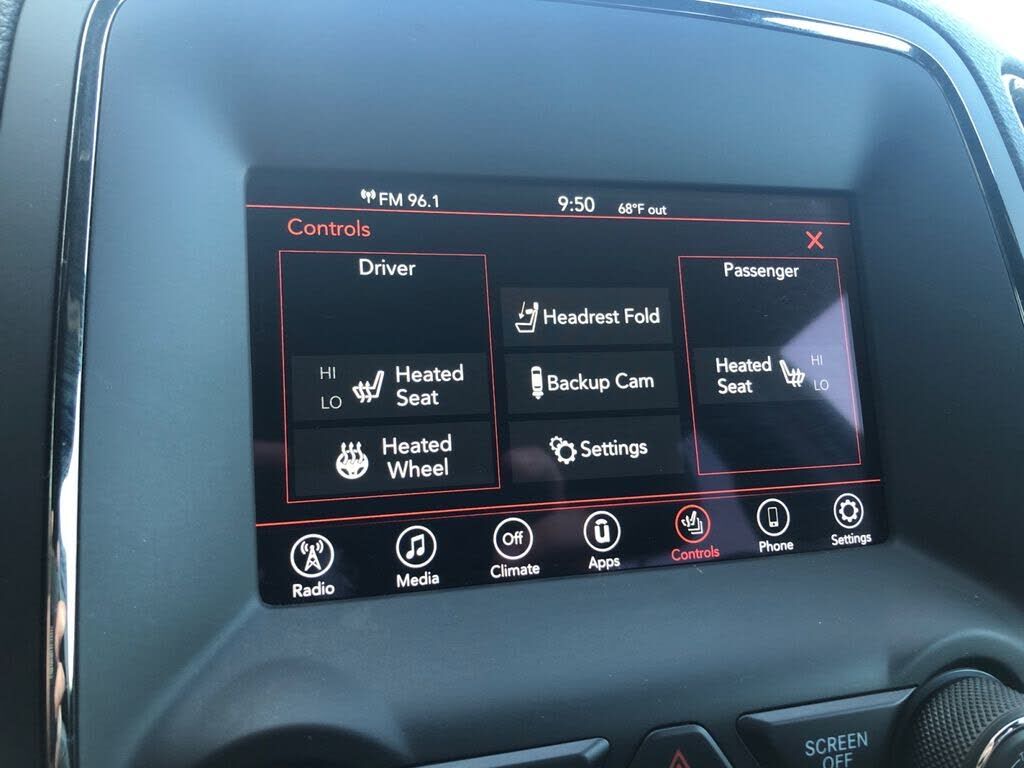 FM 96.1 9:50 68°F out
Controls X
Driver
Passenger
Headrest Fold
HI
LO
Heated
Seat
Backup Cam
Heated
Seat
HI
LO
Heated
Wheel
Settings
Off
u
Radio Media Climate Apps Controls Phone Settings
SCREEN
OFF